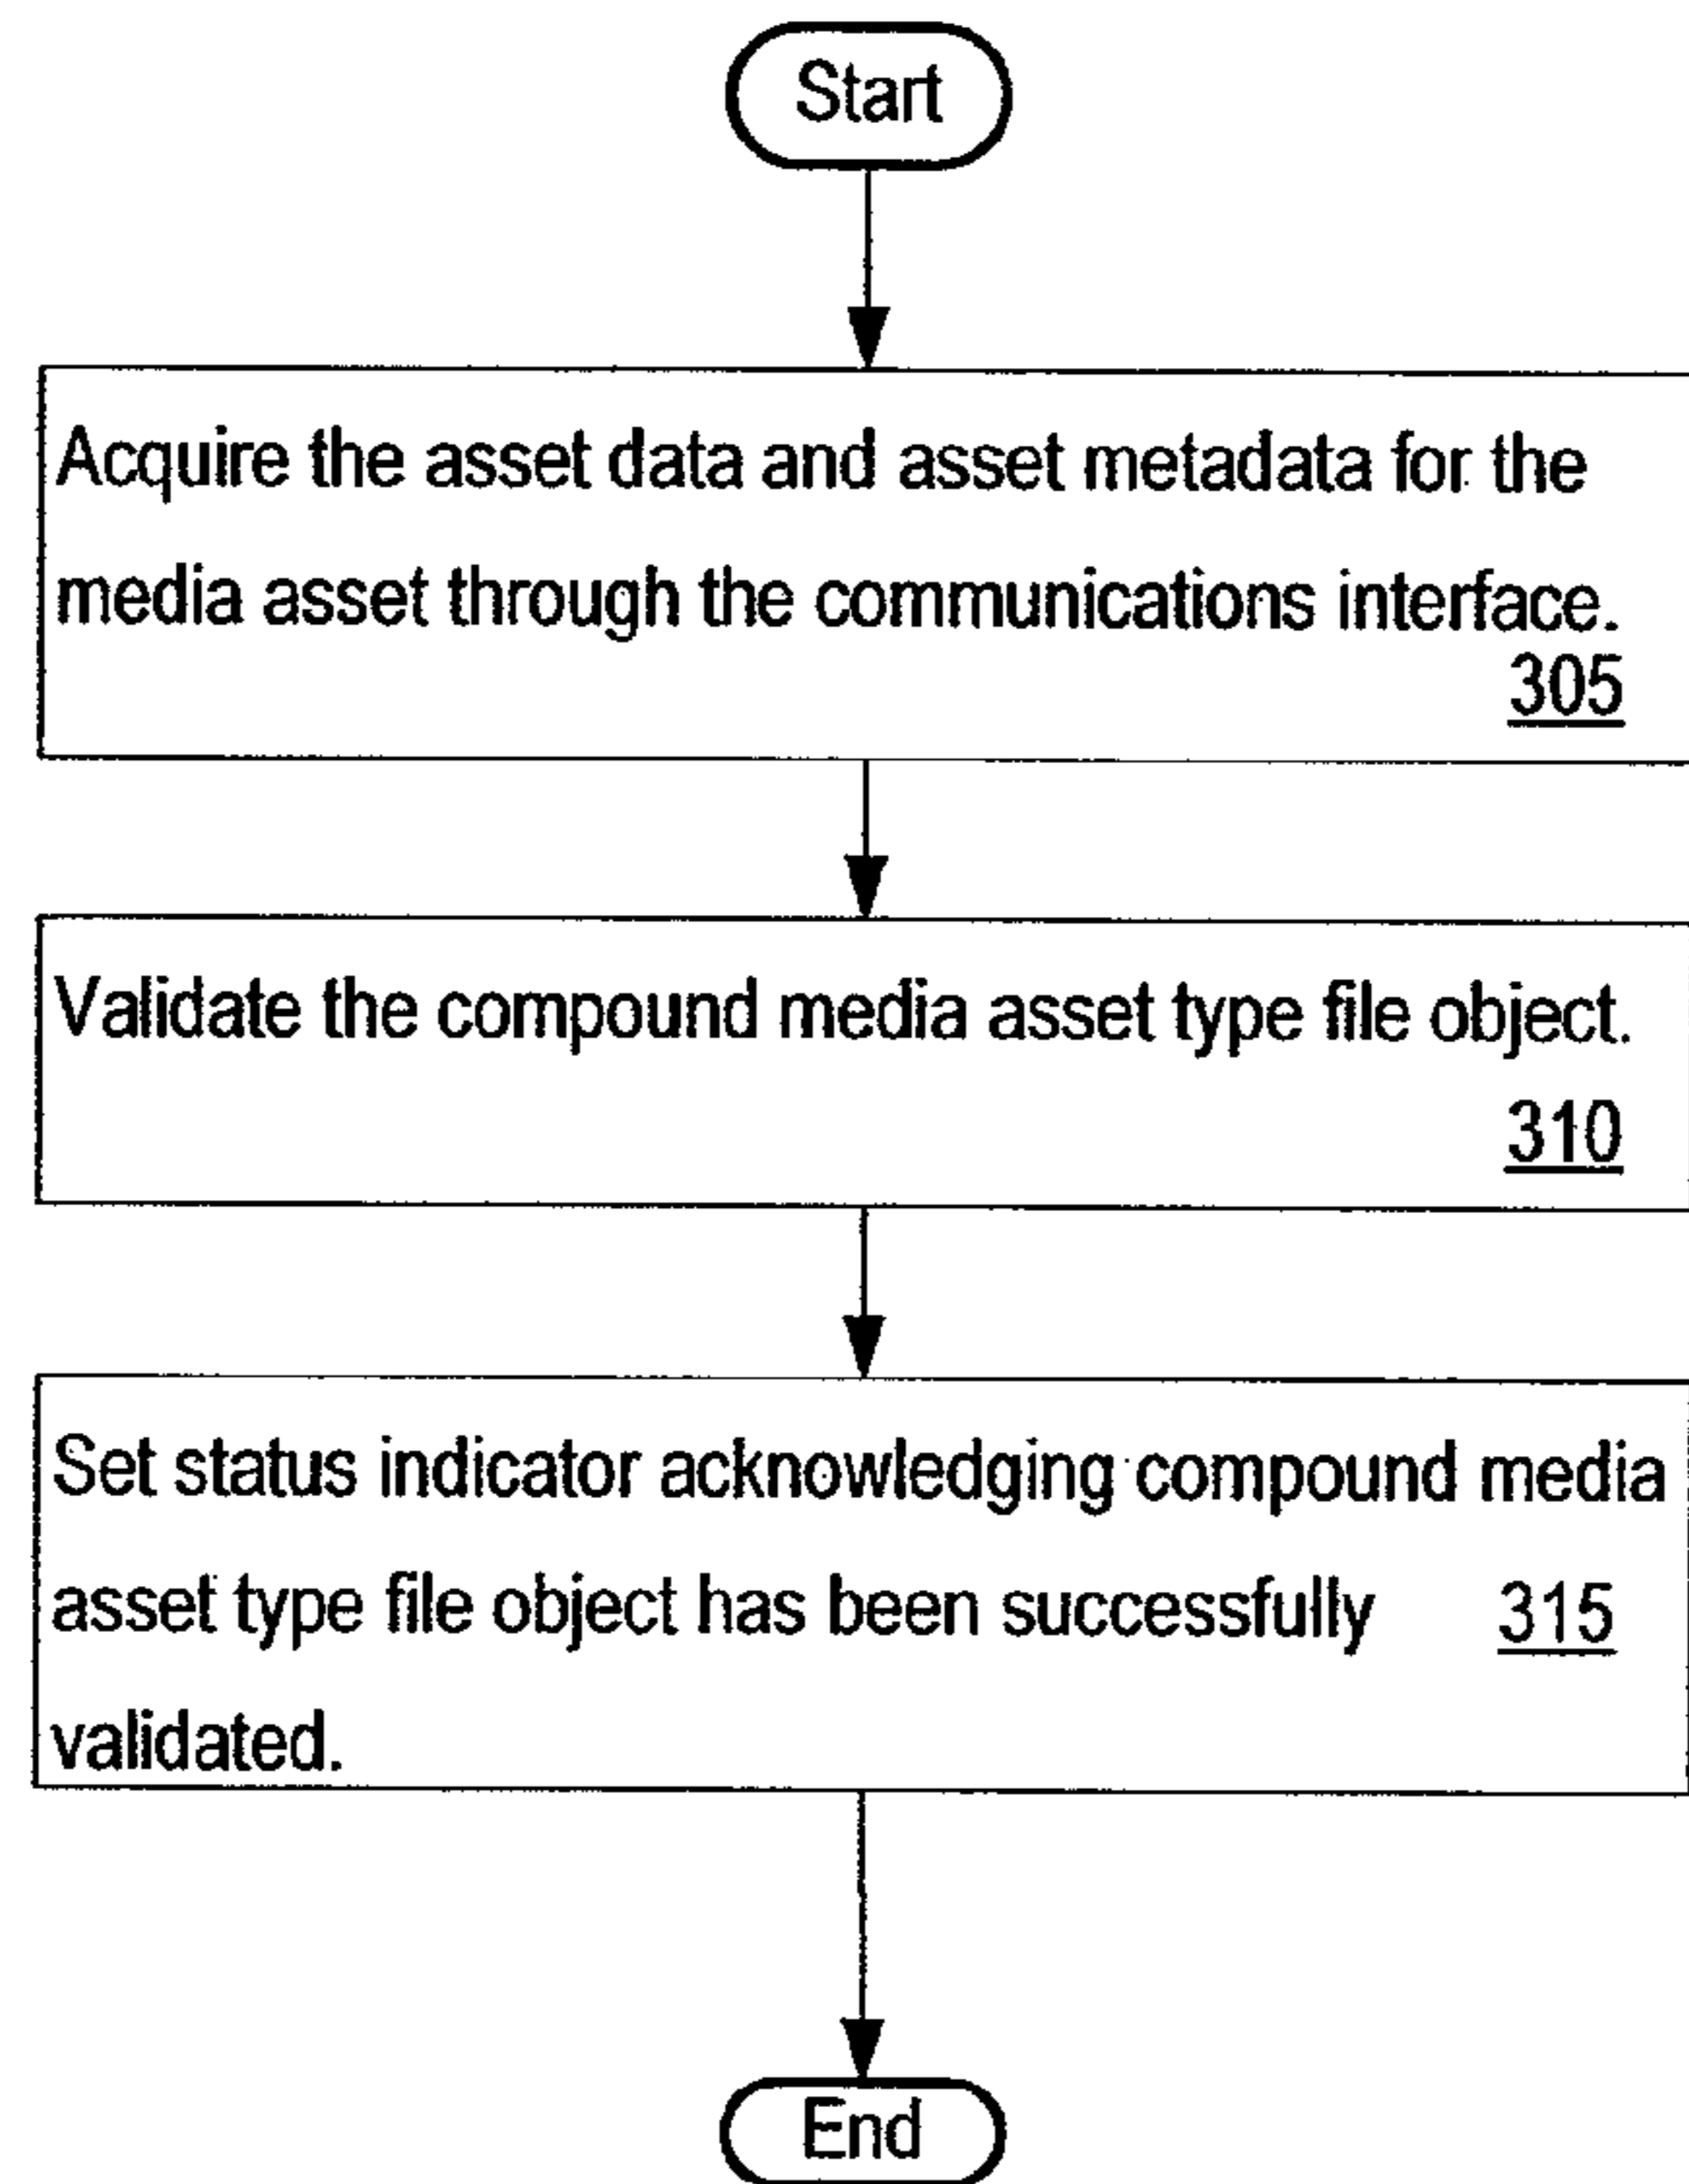 Start
Acquire the asset data and asset metadata for the
media asset through the communications interface.
305
Validate the compound media asset type file object.
310
Set status indicator acknowledging compound media
asset type file object has been successfully 315
validated.
End